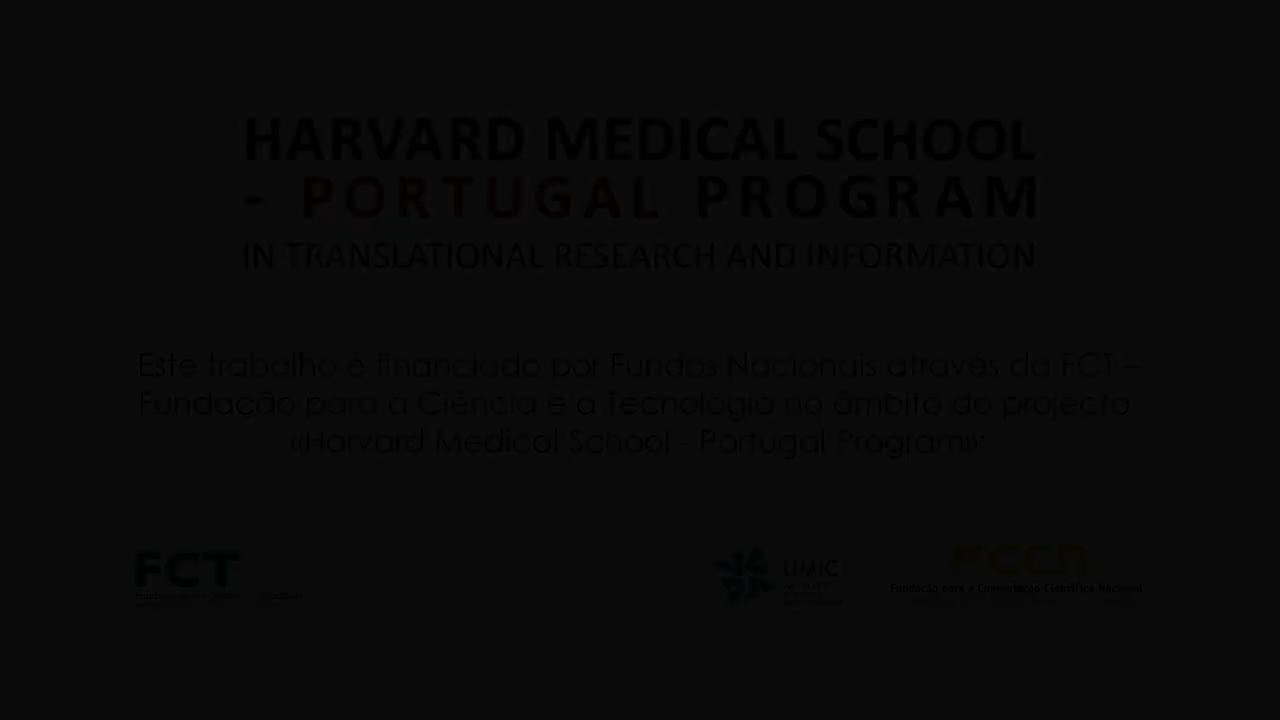 HARVARD MEDICAL SCHOOL
- PORTUGAL PROGRAM
IN TRANSLATIONAL RESEARCH AND INFORMATION
Este trabalho é financiado por Fundos Nacionais através da FCT –
Fundação para a Ciência e a Tecnologia no âmbito do projecto
«Harvard Medical School - Portugal Program»:
FCT
UMIC
FCCN
Fundação para a Computação Científica Nacional